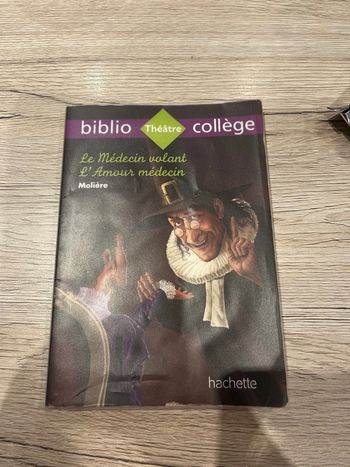 biblio Théâtre collège
Le Médecin volant
L'Amour médecin
Molière
hachette